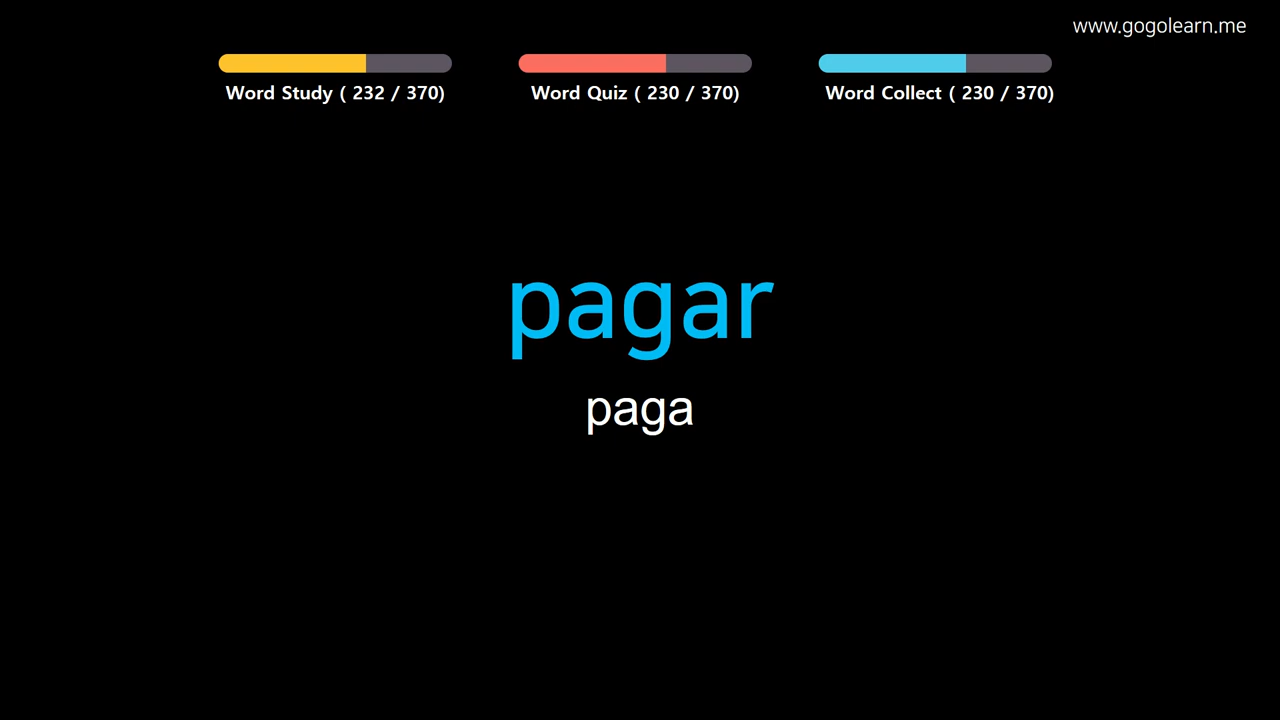 www.gogolearn.me
Word Study ( 232 / 370)
Word Quiz ( 230 / 370)
Word Collect ( 230 / 370)
pagar
paga